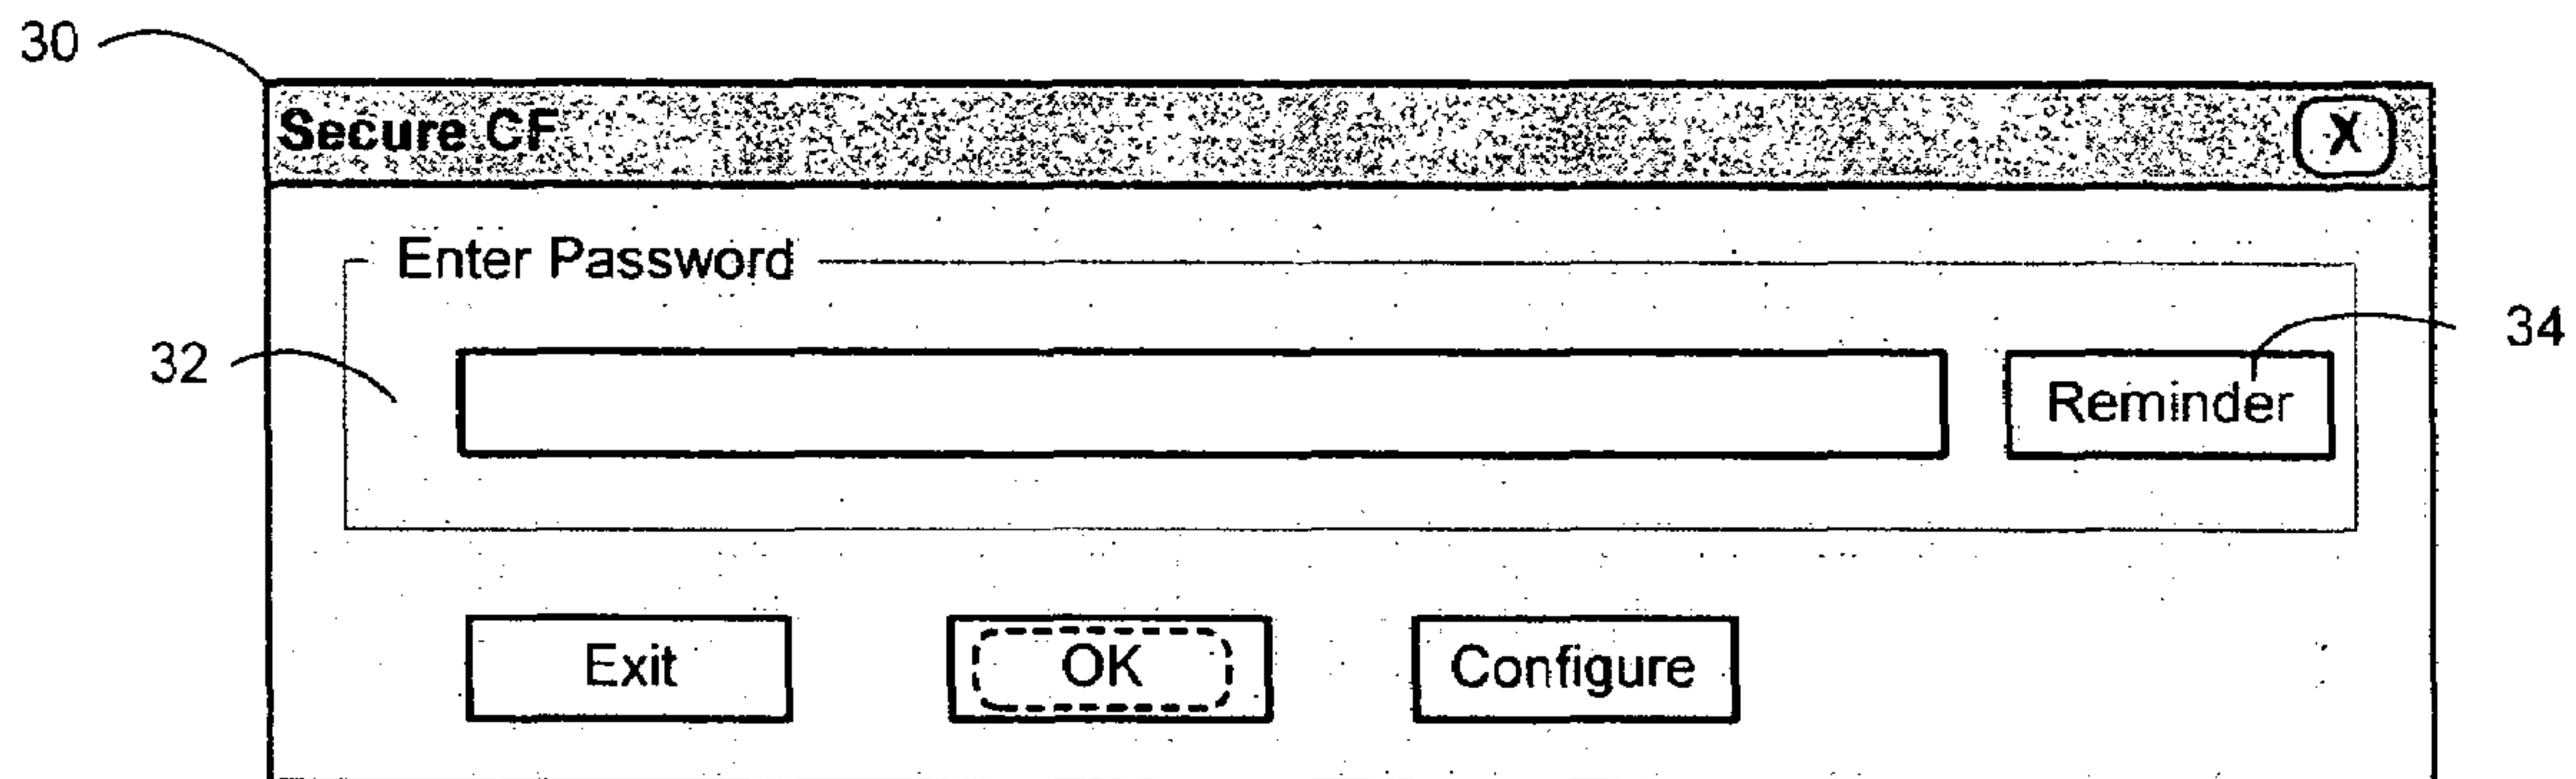 30
Secure CF X
Enter Password
32 Reminder 34
Exit OK Configure